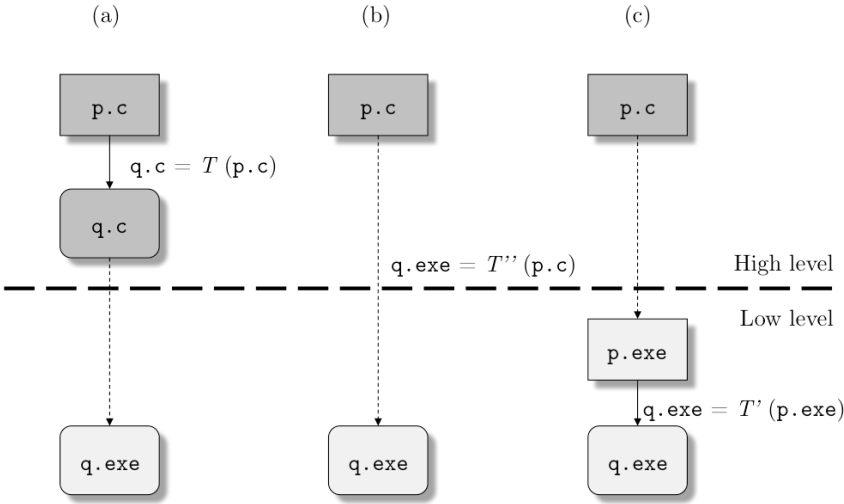 (a)
(b)
(c)
p.c
p.c
p.c
q.c = T (p.c)
q.c
q.exe = T’’ (p.c)
High level
Low level
p.exe
q.exe = T’ (p.exe)
q.exe
q.exe
q.exe